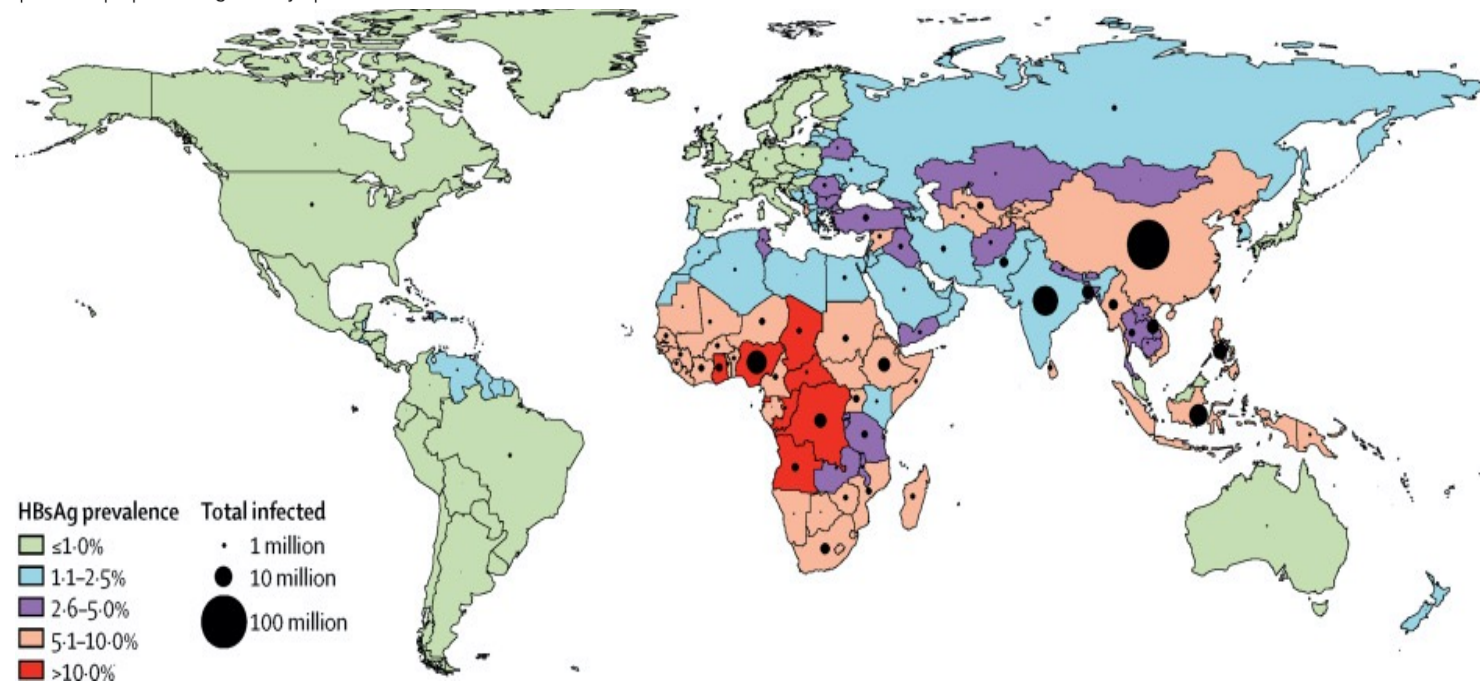 HBsAg prevalence
≤1·0%
1·1–2·5%
2·6–5·0%
5·1–10·0%
>10·0%
Total infected
1 million
10 million
100 million